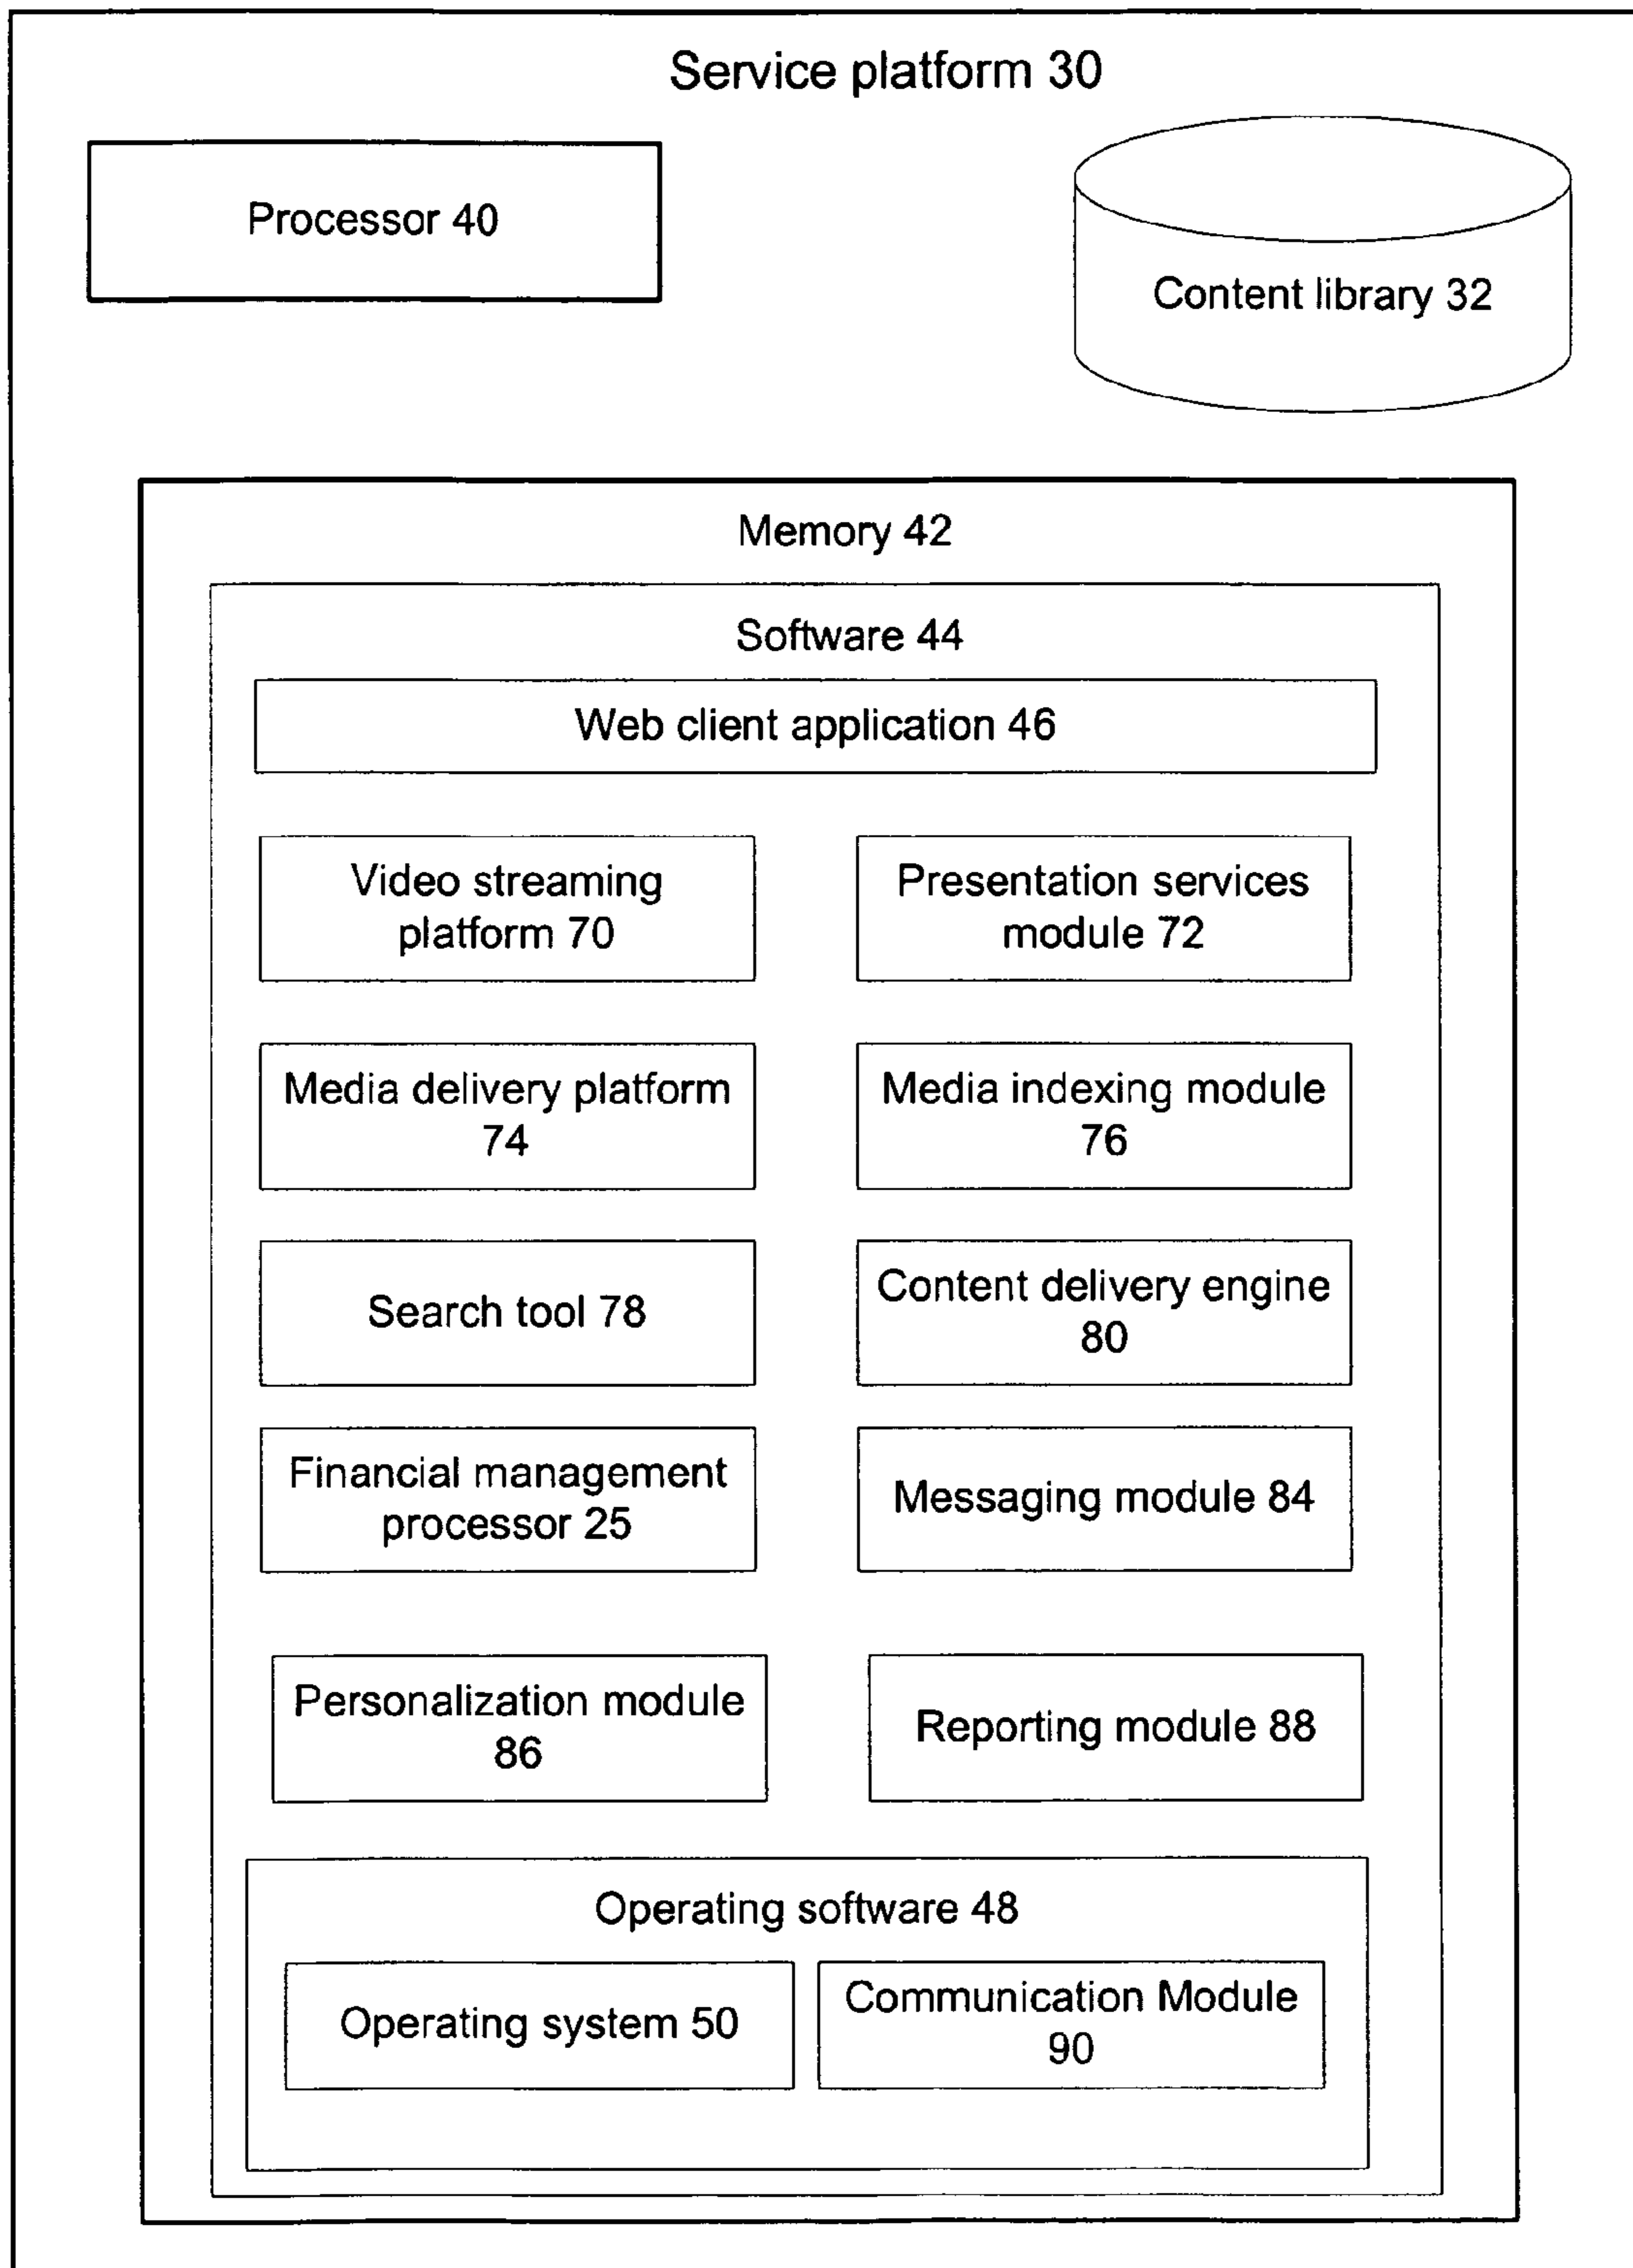 Service platform 30
Processor 40
Content library 32
Memory 42
Software 44
Web client application 46
Video streaming
platform 70
Presentation services
module 72
Media delivery platform
74
Media indexing module
76
Search tool 78
Content delivery engine
80
Financial management
processor 25
Messaging module 84
Personalization module
86
Reporting module 88
Operating software 48
Operating system 50
Communication Module
90